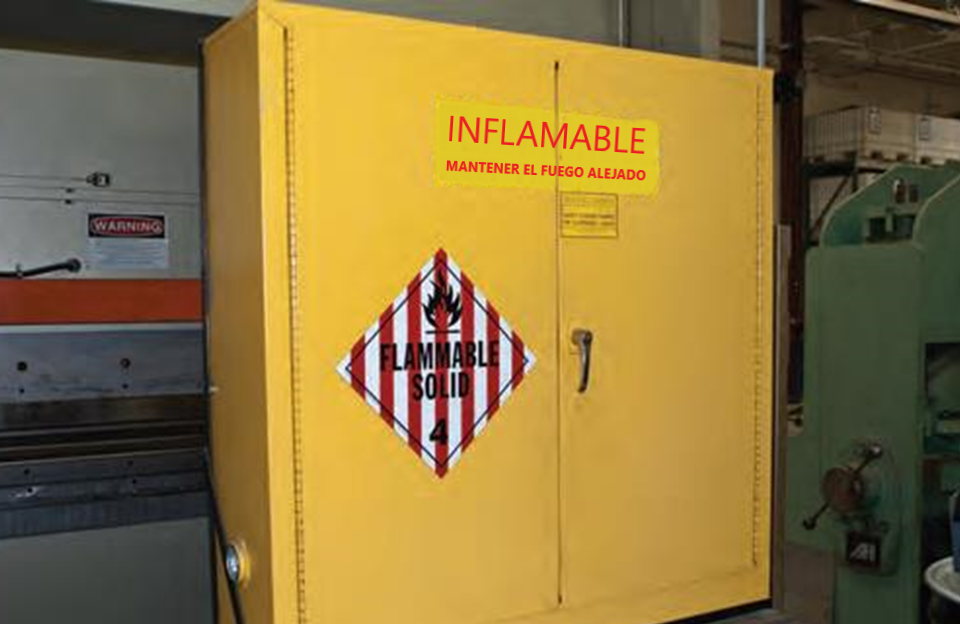 INFLAMABLE
MANTENER EL FUEGO ALEJADO
WARNING
FLAMMABLE
SOLID
4